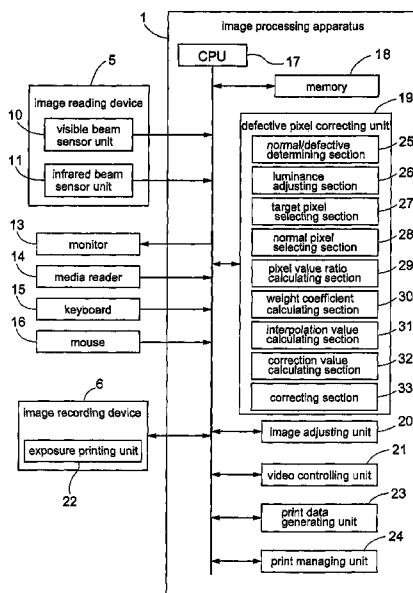 1
image processing apparatus
CPU
17
18
memory
5
image reading device
10
visible beam
sensor unit
11
infrared beam
sensor unit
19
defective pixel correcting unit
normal/defective
determining section
25
luminance
adjusting section
26
target pixel
selecting section
27
normal pixel
selecting section
28
pixel value ratio
calculating section
29
weight coefficient
calculating section
30
interpolation value
calculating section
31
correction value
calculating section
32
correcting section
33
13
monitor
14
media reader
15
keyboard
16
mouse
6
image recording device
exposure printing unit
22
image adjusting unit
20
video controlling unit
21
print data
generating unit
23
print managing unit
24